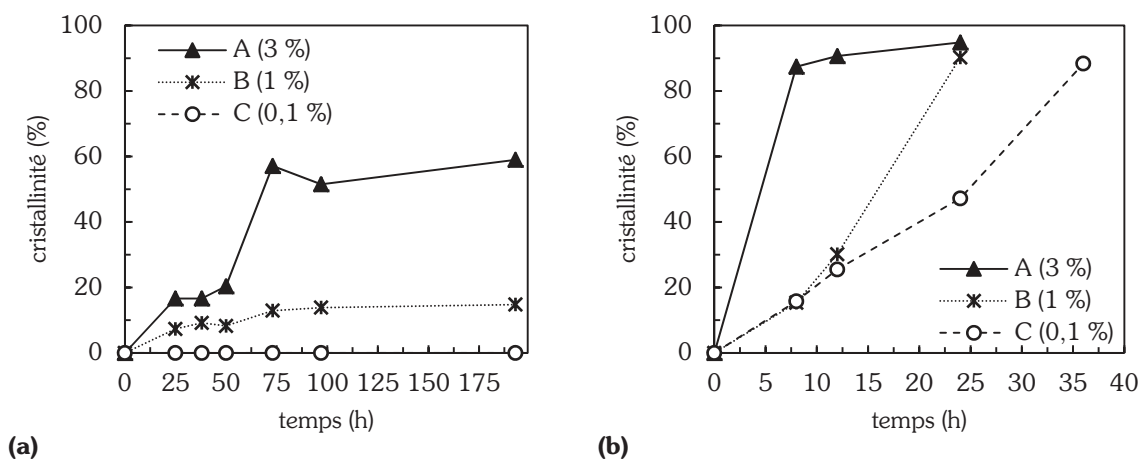 100
80
60
40
20
0
cristallinité (%)
A (3 %)
B (1 %)
C (0,1 %)
0 25 50 75 100 125 150 175
temps (h)
(a)
100
80
60
40
20
0
cristallinité (%)
A (3 %)
B (1 %)
C (0,1 %)
0 5 10 15 20 25 30 35 40
temps (h)
(b)